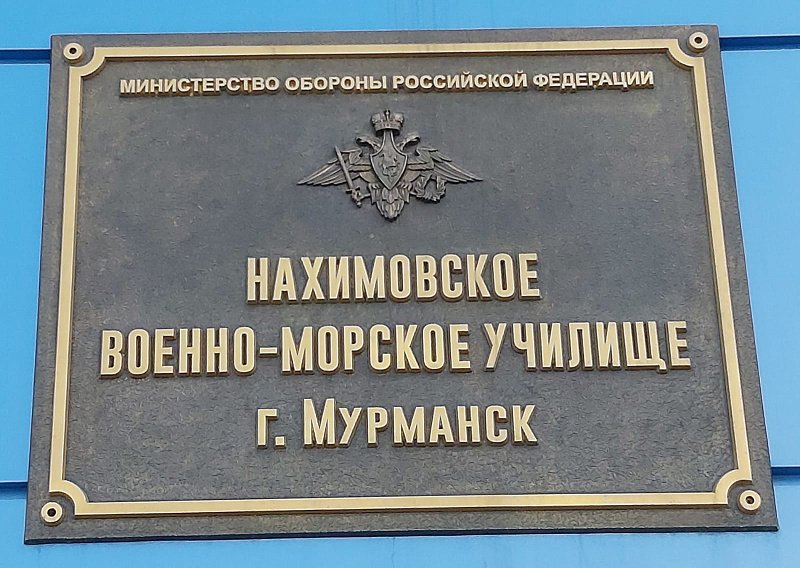 МИНИСТЕРСТВО ОБОРОНЫ РОССИЙСКОЙ ФЕДЕРАЦИИ
НАХИМОВСКОЕ
ВОЕННО-МОРСКОЕ УЧИЛИЩЕ
г. Мурманск